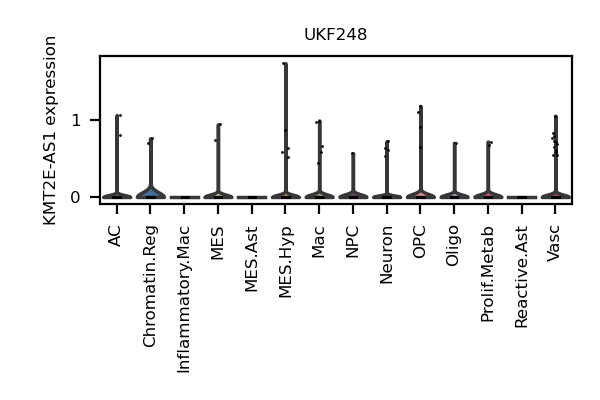 UKF248
KMT2E-AS1 expression
1
0
AC
Chromatin.Reg
Inflammatory.Mac
MES
MES.Ast
MES.Hyp
Mac
NPC
Neuron
OPC
Oligo
Prolif.Metab
Reactive.Ast
Vasc